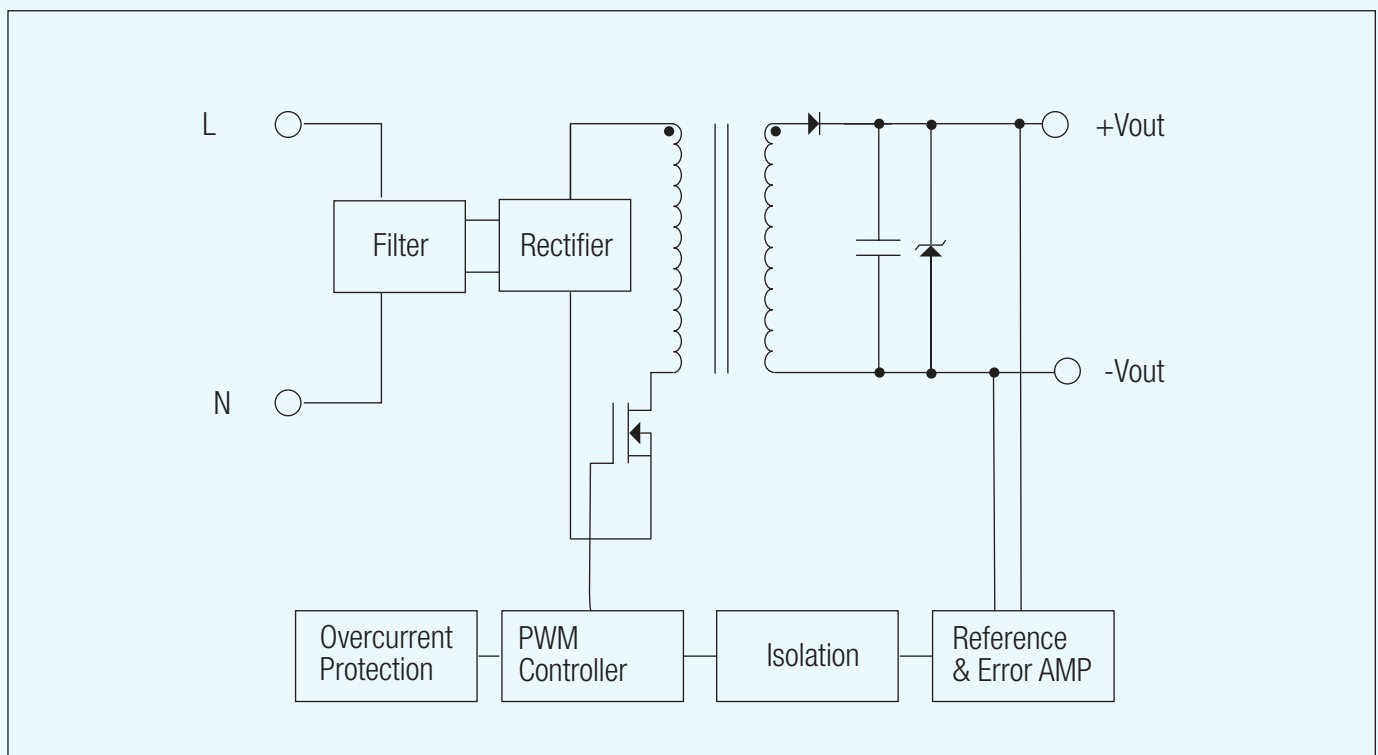 L
+Vout
Filter
Rectifier
-Vout
N
Overcurrent
Protection
PWM
Controller
Isolation
Reference
& Error AMP